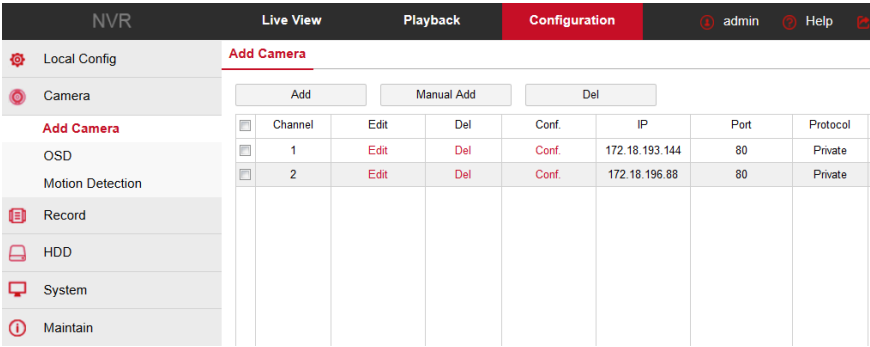 NVR Live View Playback Configuration admin Help
Local Config
Camera
Add Camera
OSD
Motion Detection
Record
HDD
System
Maintain
Add Camera
Add Manual Add Del
Channel Edit Del Conf. IP Port Protocol
1 Edit Del Conf. 172.18.193.144 80 Private
2 Edit Del Conf. 172.18.196.88 80 Private